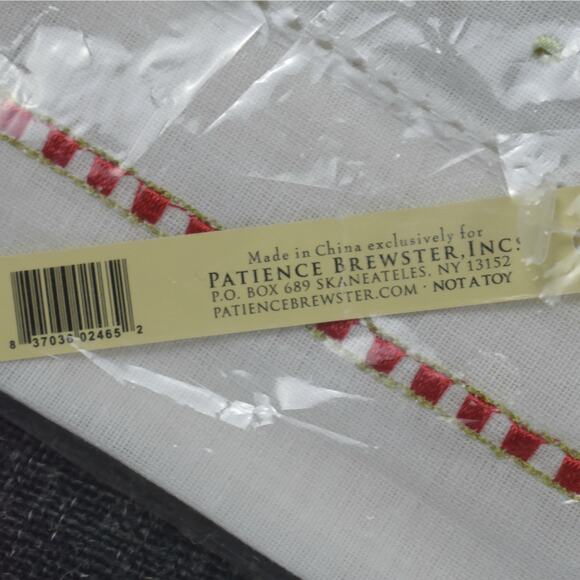 Made in China exclusively for
PATIENCE BREWSTER, INC
P.O. BOX 689 SKANEATELES, NY 13152
PATIENCEBREWSTER.COM · NOT A TOY
8 37036 02465 2